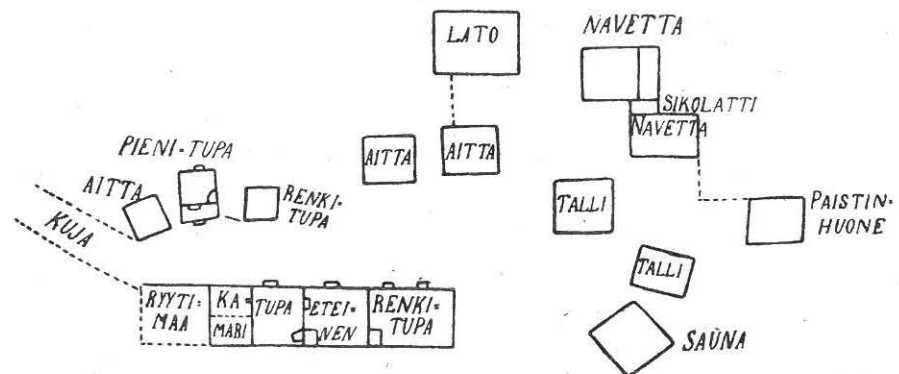 LATO
NAVETTA
SIKOLATTI
NAVETTA
PIENI-TUPA
AITTA
AITTA
AITTA
RENKI-
TUPA
KUJA
TALLI
PAISTIN-
HUONE
TALLI
RYYTI-
MAA
KA-
MARI
TUPA
ETEI-
NEN
RENKI-
TUPA
SAUNA